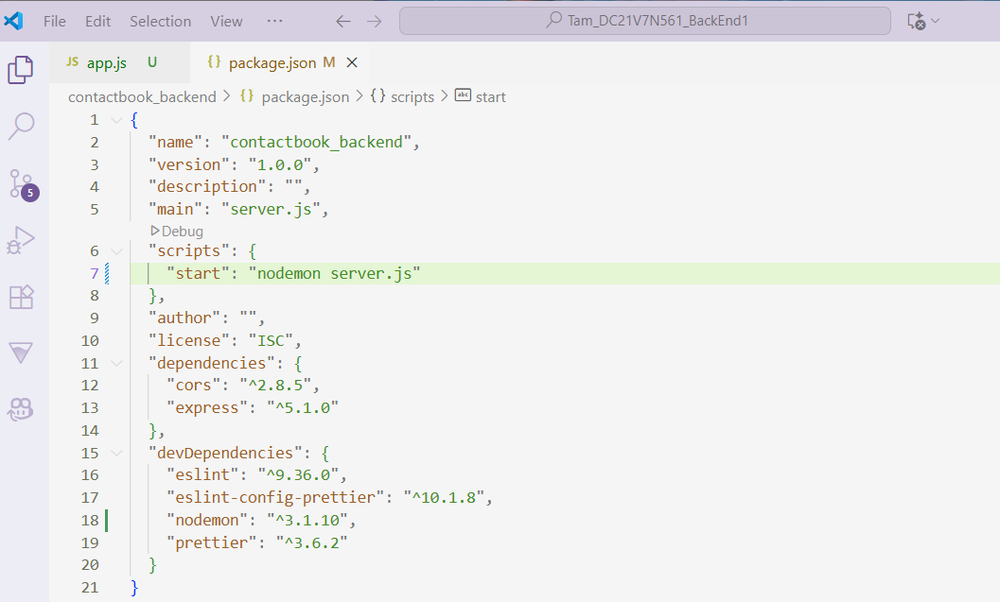 File Edit Selection View ··· Tam_DC21V7N561_BackEnd1
JS app.js U {} package.json M
contactbook_backend > {} package.json > {} scripts > abc start
1 {
2 "name": "contactbook_backend",
3 "version": "1.0.0",
4 "description": "",
5 "main": "server.js",
Debug
6 "scripts": {
7 "start": "nodemon server.js"
8 },
9 "author": "",
10 "license": "ISC",
11 "dependencies": {
12 "cors": "^2.8.5",
13 "express": "^5.1.0"
14 },
15 "devDependencies": {
16 "eslint": "^9.36.0",
17 "eslint-config-prettier": "^10.1.8",
18 "nodemon": "^3.1.10",
19 "prettier": "^3.6.2"
20 }
21 }
5